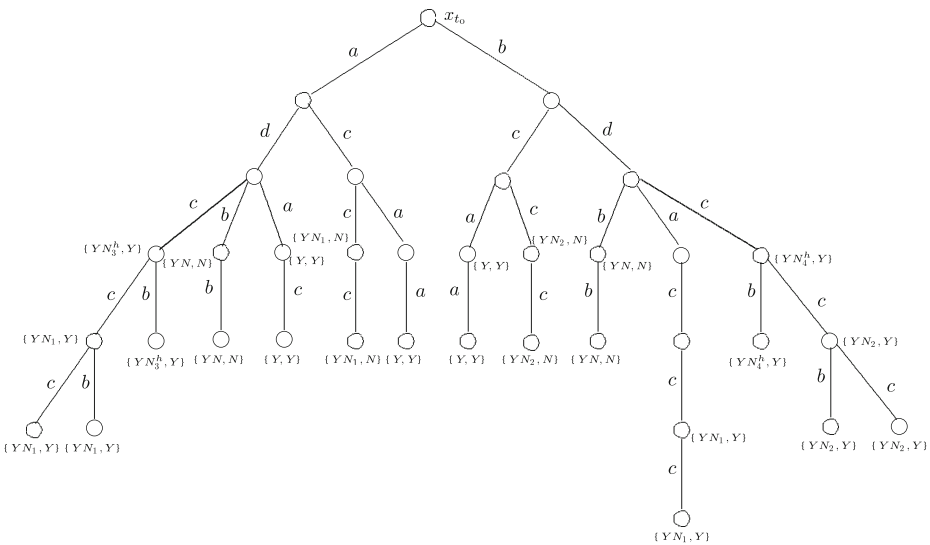 x_{t_0}
a b
d c c d
c b a c a a c b a c
{YN_3^h, Y} {YN, N} {Y, Y} {YN_1, N} {Y, Y} {YN_2, N} {YN, N} {YN_4^h, Y}
c b b c c a a c b c b c
{YN_1, Y} {YN_3^h, Y} {YN, N} {Y, Y} {YN_1, N} {Y, Y} {Y, Y} {YN_2, N} {YN, N} {YN_4^h, Y} {YN_2, Y}
c b c b c
{YN_1, Y} {YN_1, Y} {YN_1, Y} {YN_2, Y} {YN_2, Y}
c
{YN_1, Y}